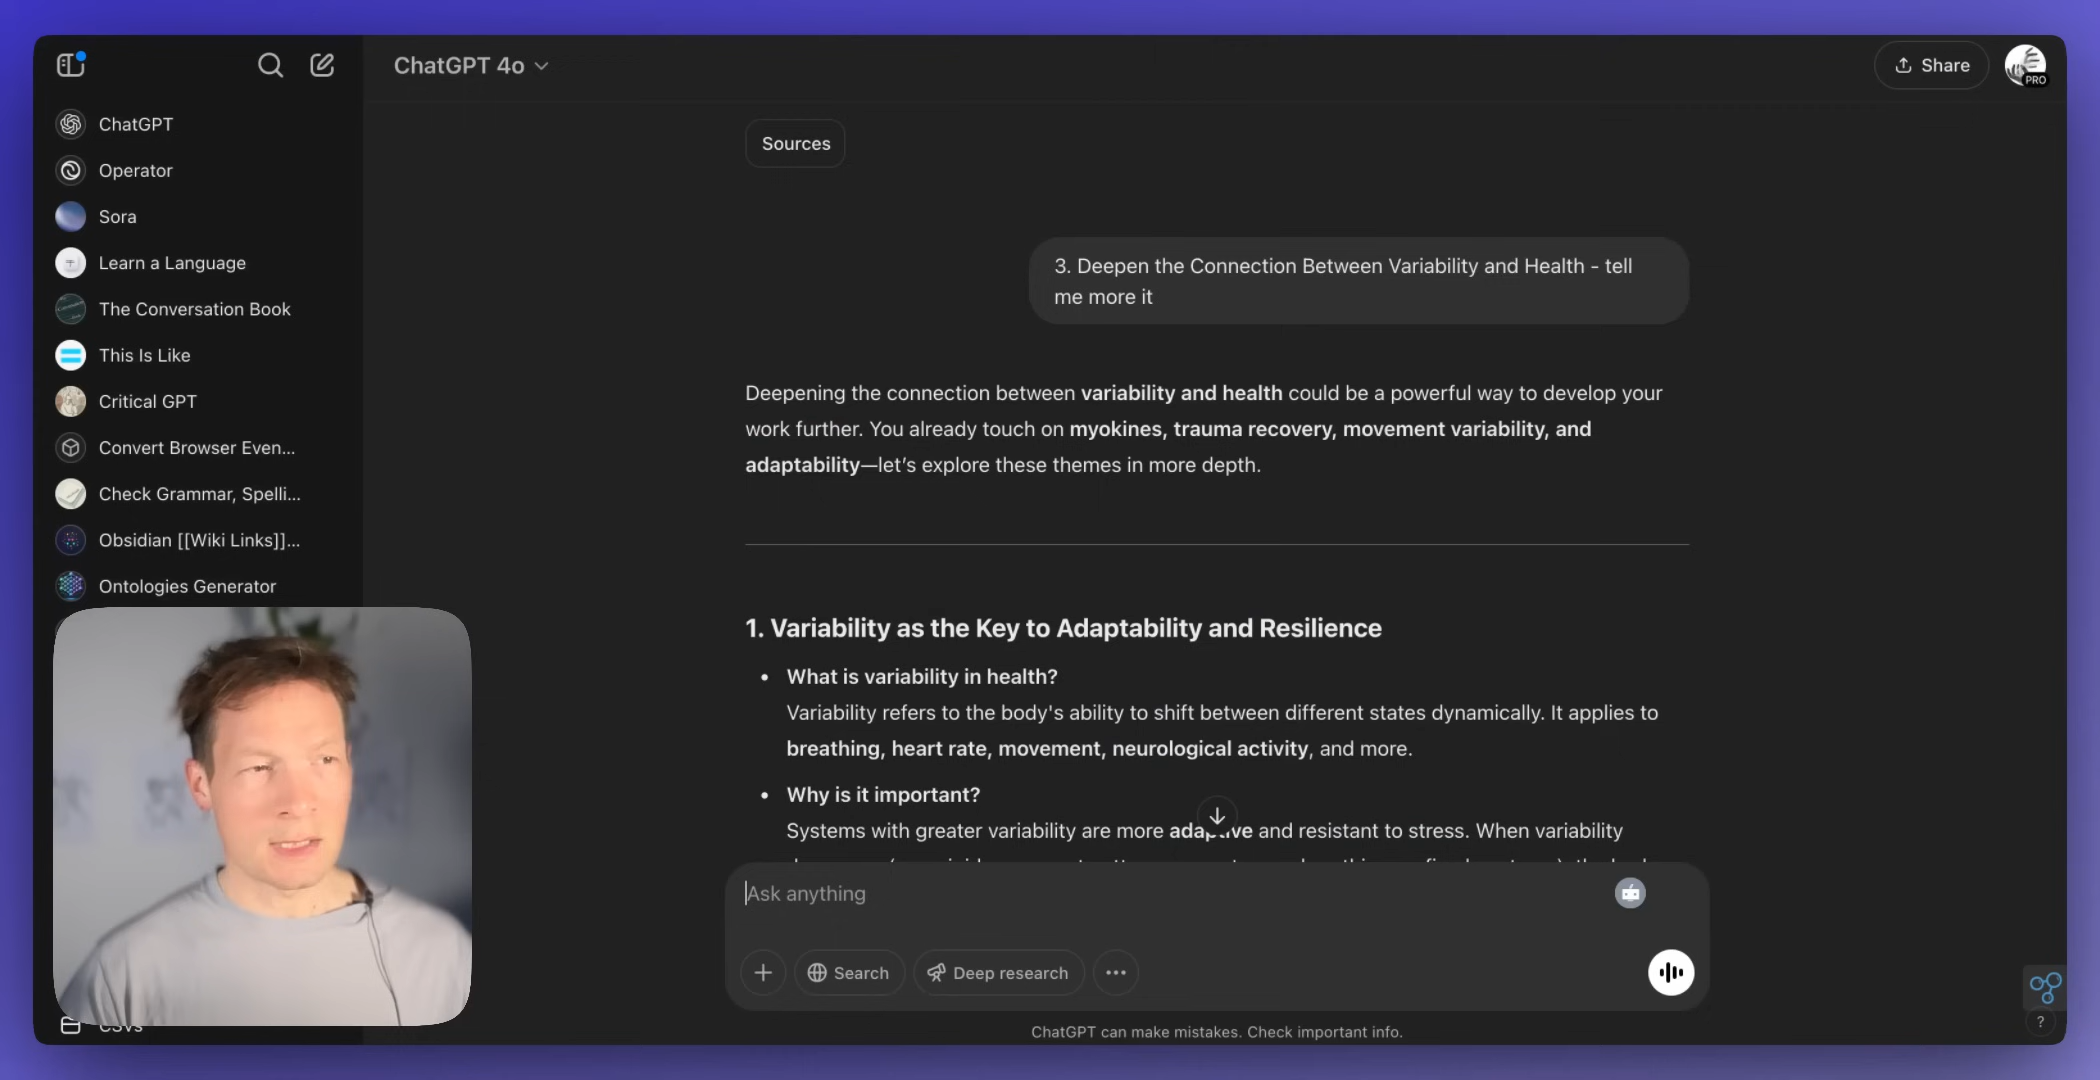 ChatGPT 4o
Share
PRO
ChatGPT
Operator
Sora
Learn a Language
The Conversation Book
This Is Like
Critical GPT
Convert Browser Even...
Check Grammar, Spelli...
Obsidian [[Wiki Links]]...
Ontologies Generator
CSVs
Sources
3. Deepen the Connection Between Variability and Health - tell
me more it
Deepening the connection between variability and health could be a powerful way to develop your
work further. You already touch on myokines, trauma recovery, movement variability, and
adaptability—let's explore these themes in more depth.
1. Variability as the Key to Adaptability and Resilience
• What is variability in health?
Variability refers to the body's ability to shift between different states dynamically. It applies to
breathing, heart rate, movement, neurological activity, and more.
• Why is it important?
Systems with greater variability are more adaptive and resistant to stress. When variability
Ask anything
Search
Deep research
ChatGPT can make mistakes. Check important info.
?